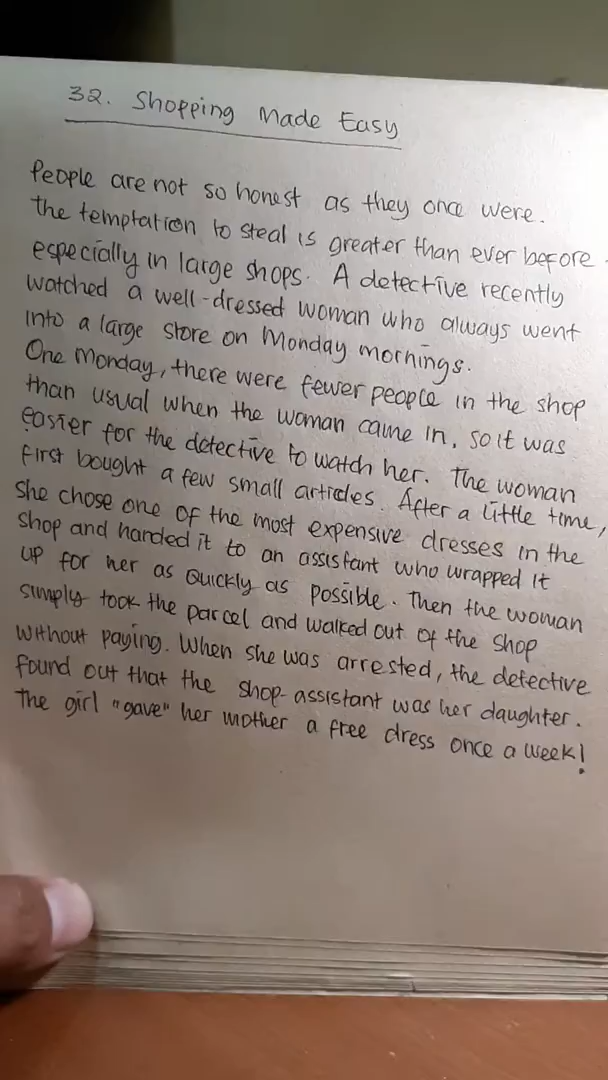 32. Shopping Made Easy
People are not so honest as they once were.
The temptation to steal is greater than ever before -
especially in large shops. A detective recently
watched a well-dressed woman who always went
into a large store on Monday mornings.
One Monday, there were fewer people in the shop
than usual when the woman came in, so it was
easier for the detective to watch her. The woman
first bought a few small articles. After a little time,
she chose one of the most expensive dresses in the
shop and handed it to an assistant who wrapped it
up for her as quickly as possible. Then the woman
simply took the parcel and walked out of the shop
without paying. When she was arrested, the detective
found out that the shop-assistant was her daughter.
The girl "gave" her mother a free dress once a week!